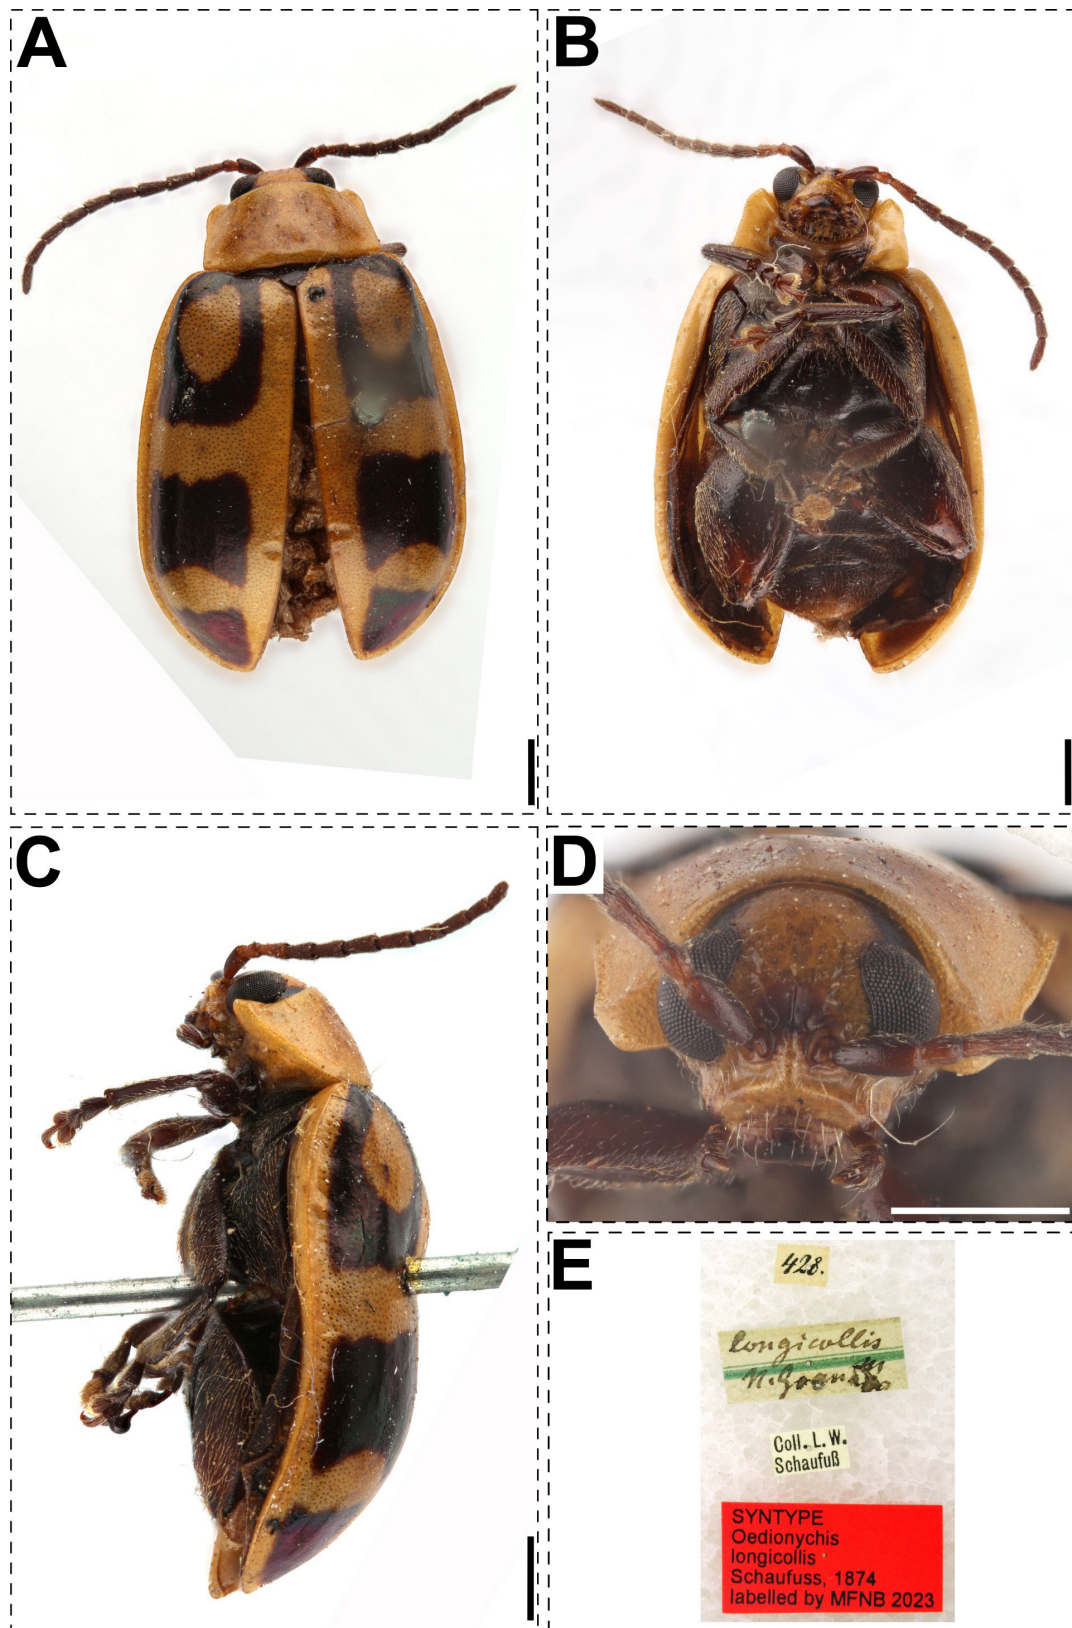 A
B
C
D
E
428.
longicollis
Coll. L. W.
Schaufuß
SYNTYPE
Oedionychis
longicollis
Schaufuss, 1874
labelled by MFNB 2023